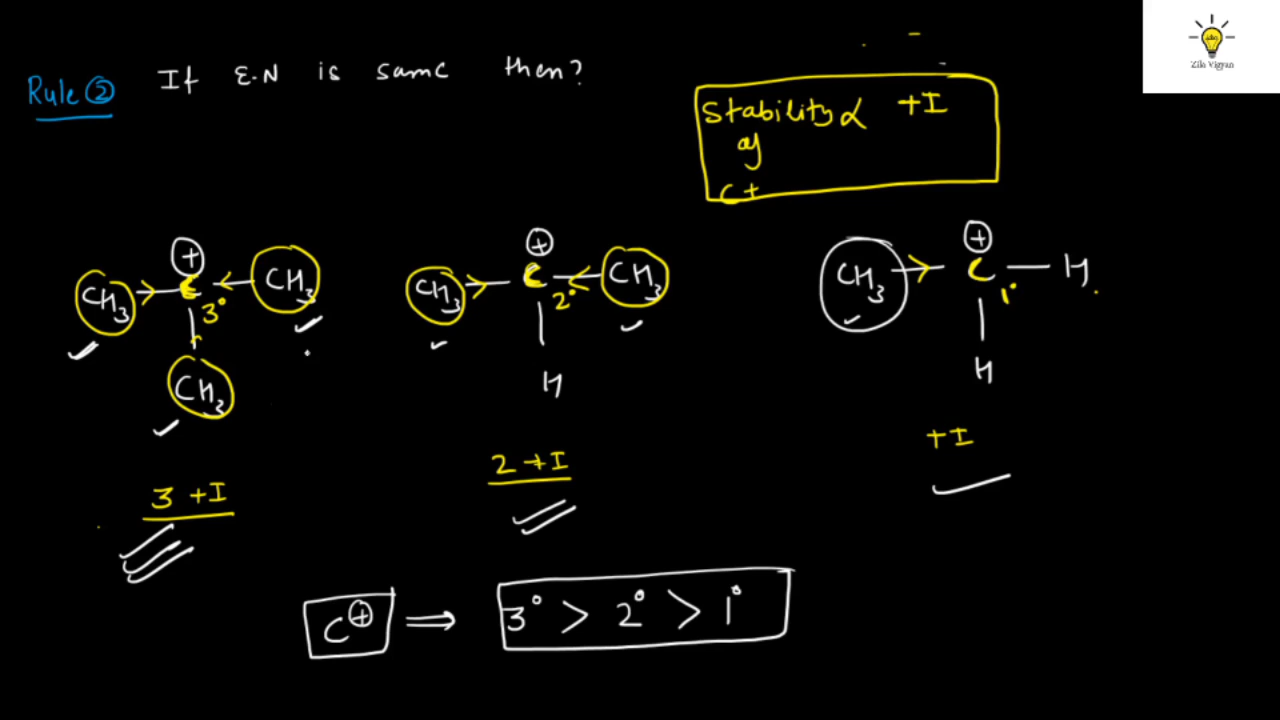 Rule ② If E.N is same then?
Stability α +I
of
C+
⊕ ⊕ ⊕
CH3 C CH3 CH3 C CH3 CH3 C H
3° 2° 1°
CH3 H H
3 +I 2 +I +I
C⊕ ⇒ 3° > 2° > 1°
Zila Vigyan